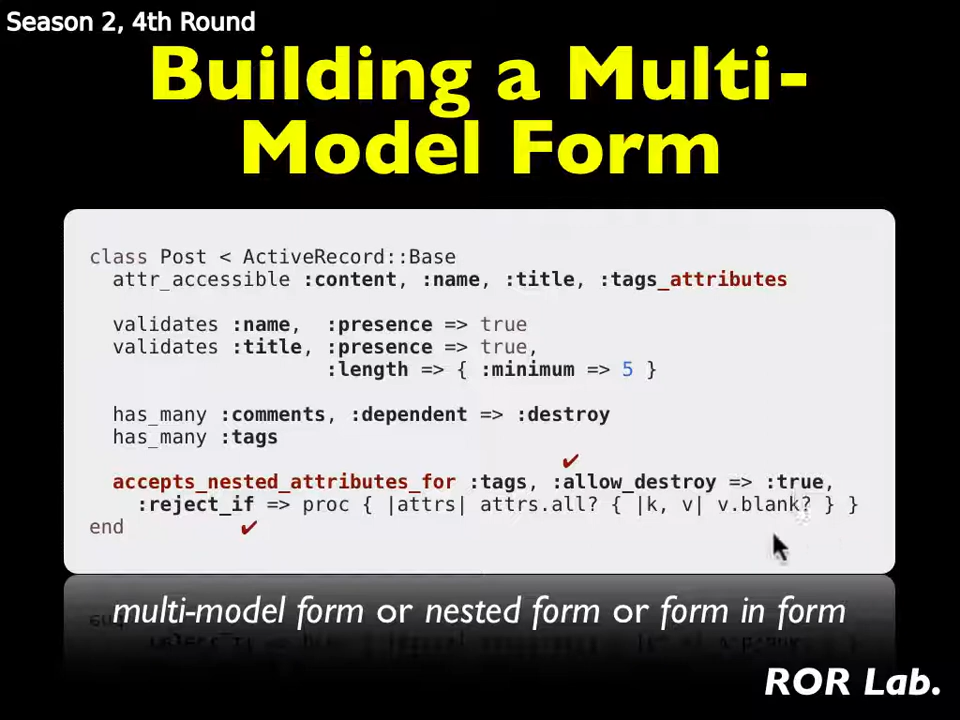 Season 2, 4th Round
Building a Multi-
Model Form
class Post < ActiveRecord::Base
  attr_accessible :content, :name, :title, :tags_attributes
  validates :name,  :presence => true
  validates :title, :presence => true,
                    :length => { :minimum => 5 }
  has_many :comments, :dependent => :destroy
  has_many :tags
✔
  accepts_nested_attributes_for :tags, :allow_destroy => :true,
    :reject_if => proc { |attrs| attrs.all? { |k, v| v.blank? } }
end ✔
multi-model form or nested form or form in form
ROR Lab.